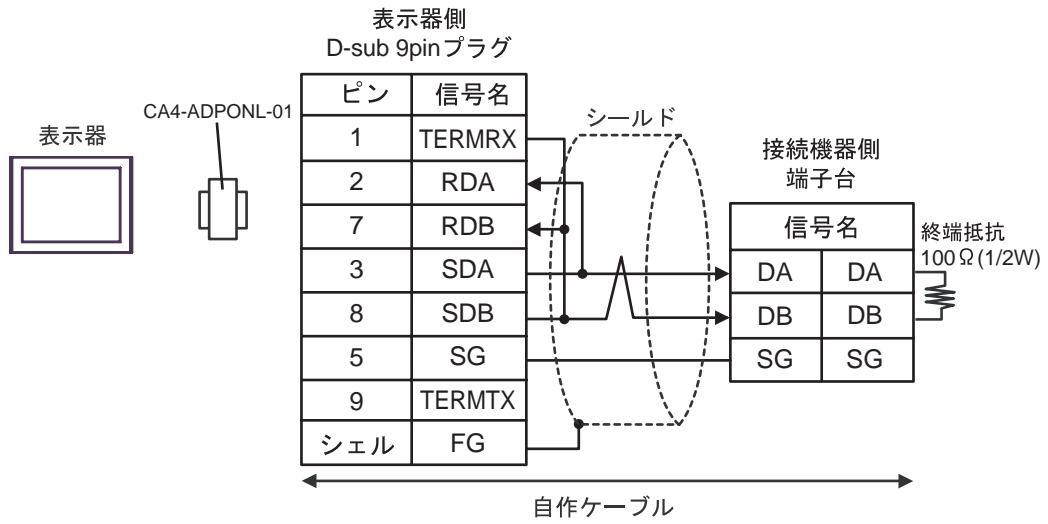 表示器側
D-sub 9pinプラグ
CA4-ADPONL-01
表示器
ピン 信号名
1 TERMRX
2 RDA
7 RDB
3 SDA
8 SDB
5 SG
9 TERMTX
シェル FG
シールド
接続機器側
端子台
信号名
DA DA
DB DB
SG SG
終端抵抗
100Ω(1/2W)
自作ケーブル